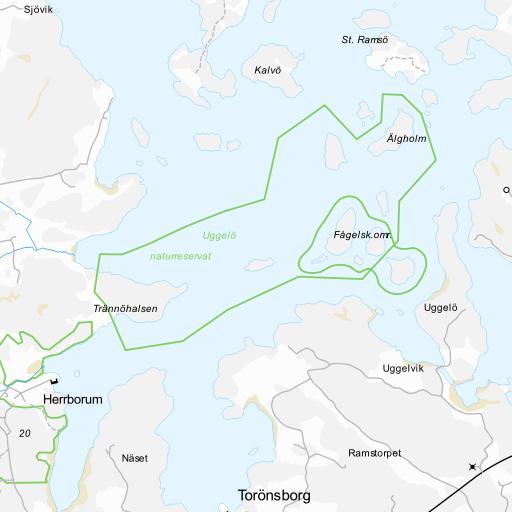 Sjövik
St. Ramsö
Kalvö
Älgholm
Uggelö
naturreservat
Fågelsk.omr.
Trännöhalsen
Uggelö
Uggelvik
Herrborum
20
Näset
Ramstorpet
Torönsborg